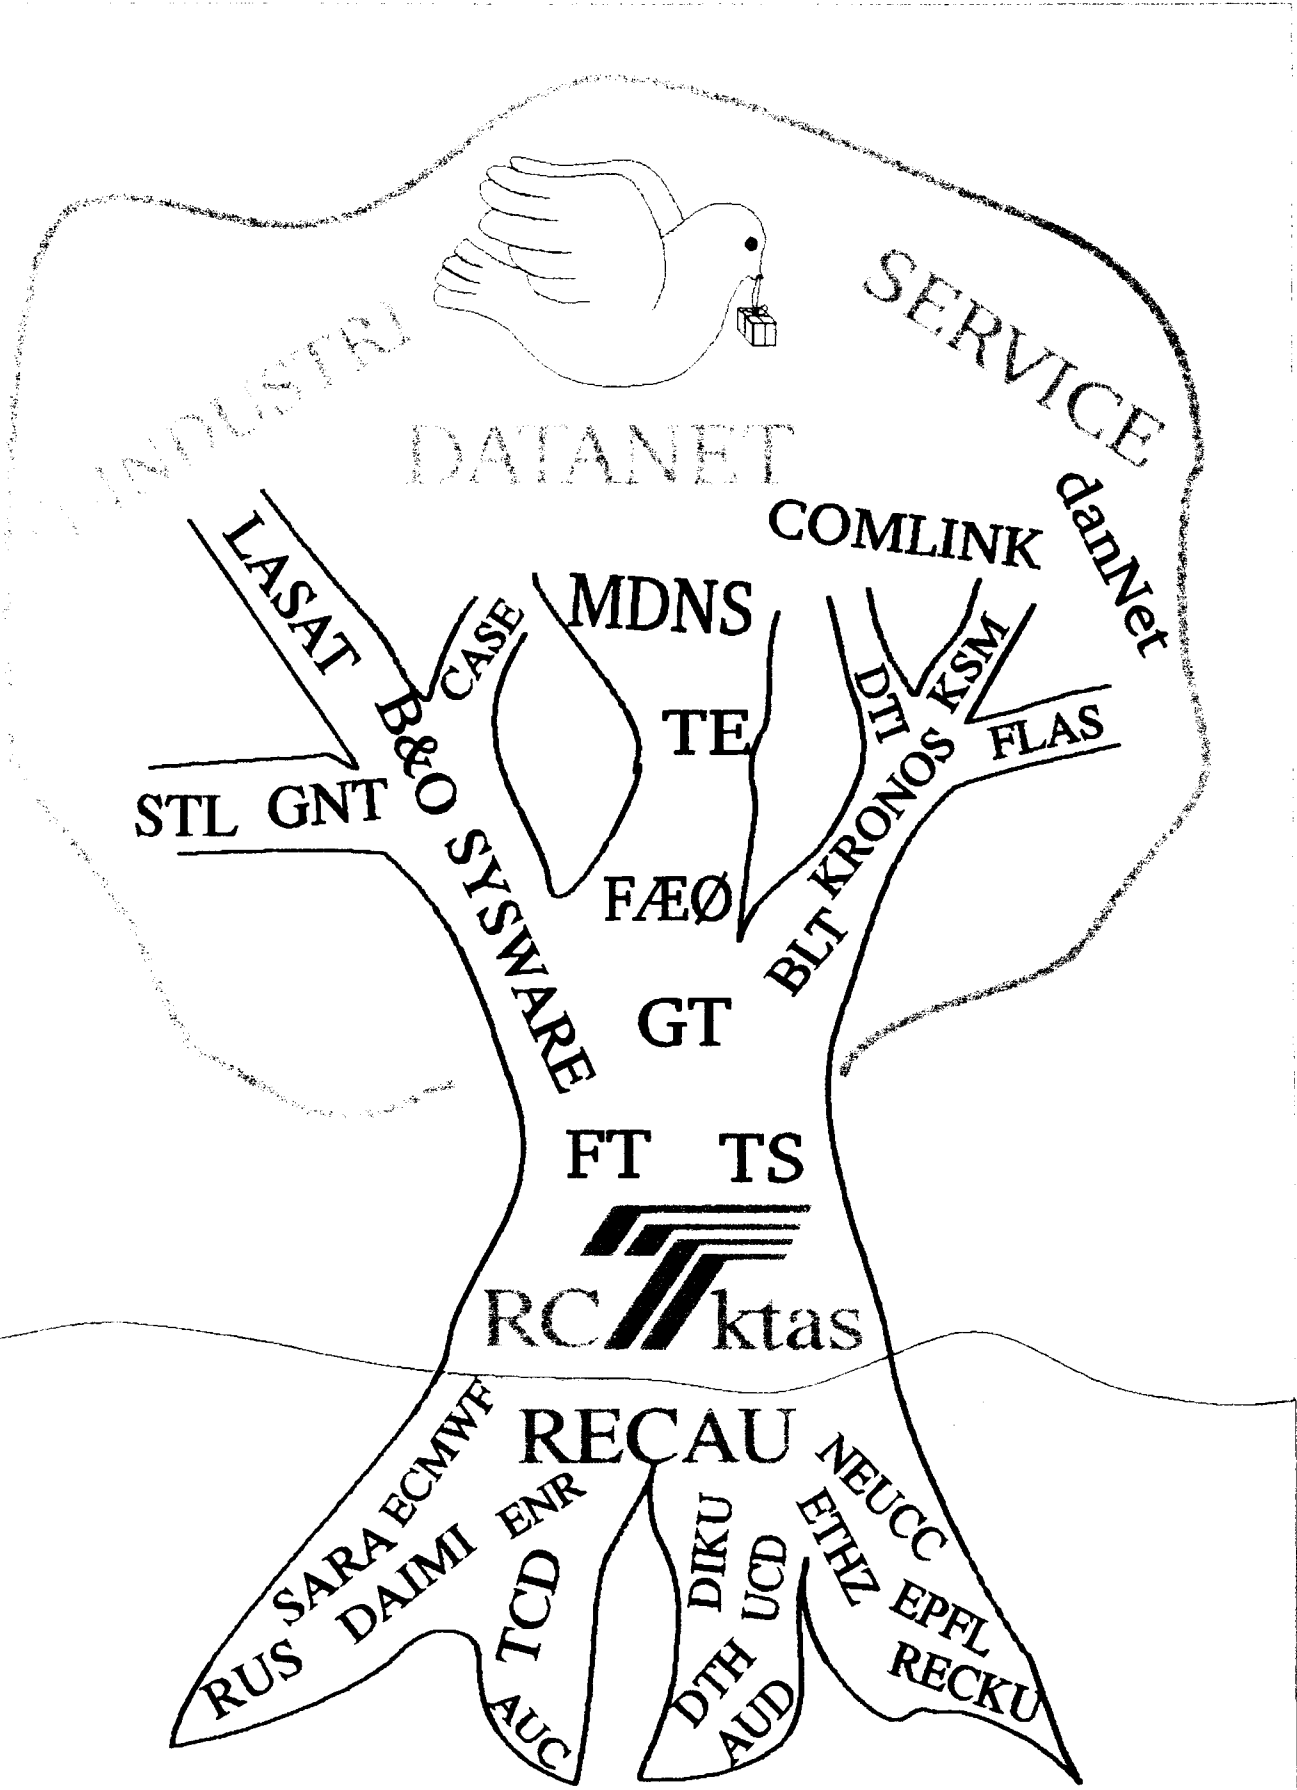 INDUSTRI
SERVICE
DATANET
danNet
COMLINK
LASAT
CASE
MDNS
KSM
DTI
B&O
TE
FLAS
STL GNT
KRONOS
SYSWARE
FÆØ
BLT
GT
FT TS
RC ktas
ECMWF
RECAU
NEUCC
SARA
ENR
DIKU
ETHZ
DAIMI
TCD
UCD
EPFL
RUS
DTH
RECKU
AUC
AUD